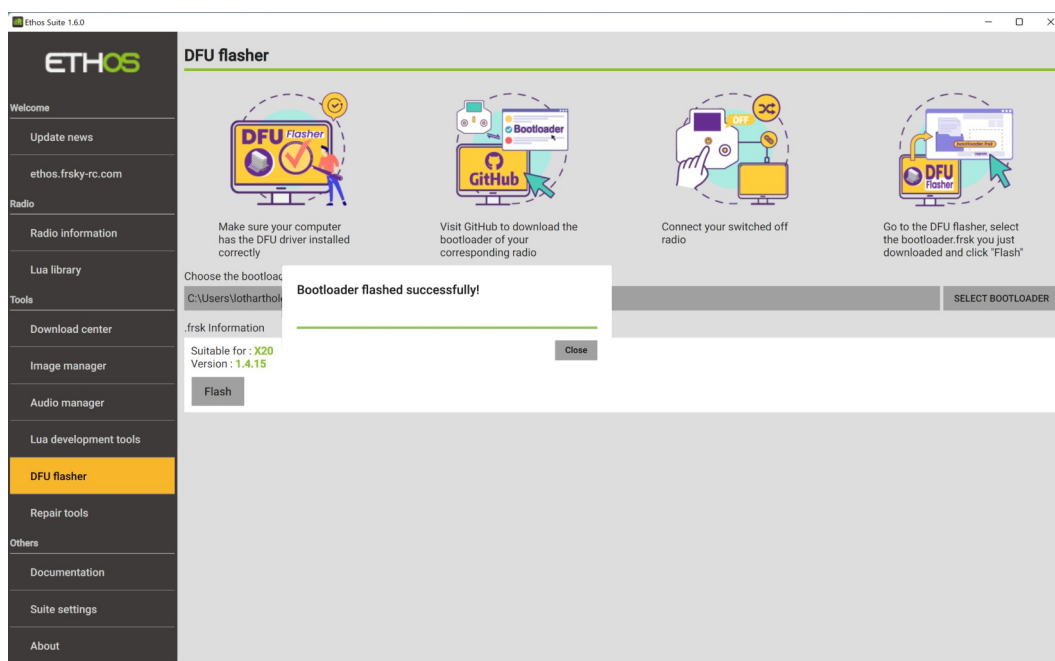 Ethos Suite 1.6.0
ETHOS
Welcome
Update news
ethos.frsky-rc.com
Radio
Radio information
Lua library
Tools
Download center
Image manager
Audio manager
Lua development tools
DFU flasher
Repair tools
Others
Documentation
Suite settings
About
DFU flasher
DFU Flasher
Make sure your computer
has the DFU driver installed
correctly
Bootloader
GitHub
Visit GitHub to download the
bootloader of your
corresponding radio
OFF
Connect your switched off
radio
bootloader.frsk
DFU
Flasher
Go to the DFU flasher, select
the bootloader.frsk you just
downloaded and click "Flash"
Choose the bootloa
C:\Users\lotharthol
SELECT BOOTLOADER
Bootloader flashed successfully!
Close
.frsk Information
Suitable for : X20
Version : 1.4.15
Flash